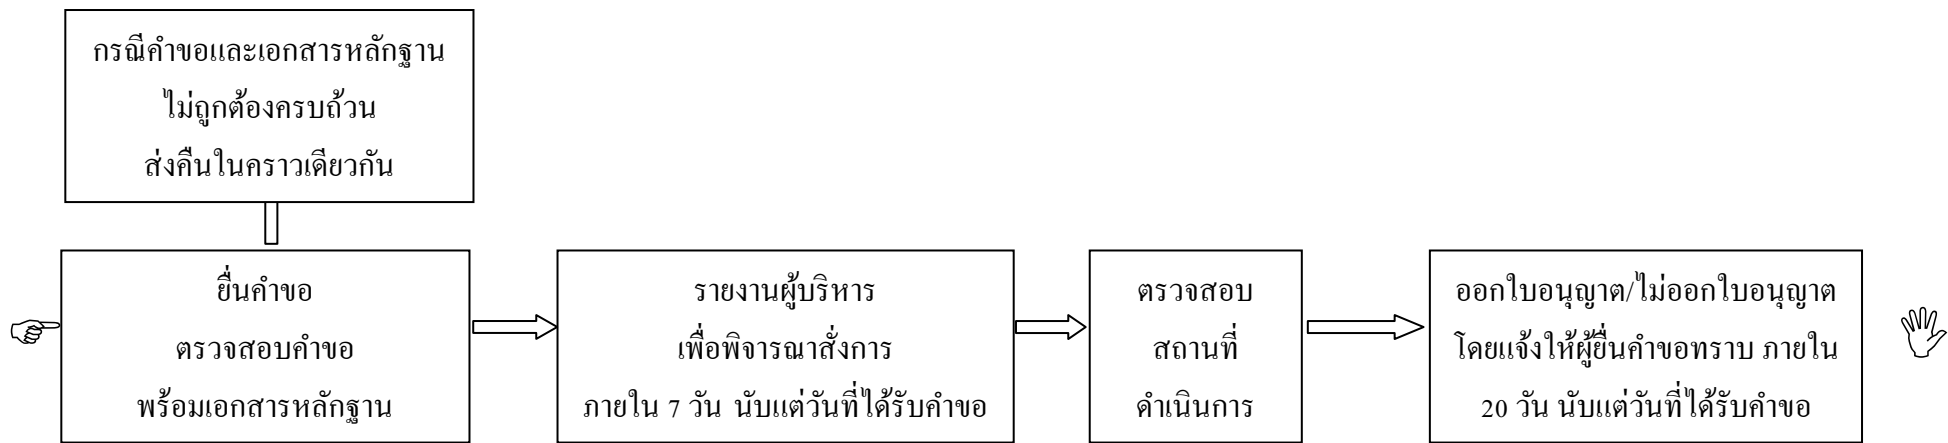 กรณีคำขอและเอกสารหลักฐาน
ไม่ถูกต้องครบถ้วน
ส่งคืนในคราวเดียวกัน
ยื่นคำขอ
ตรวจสอบคำขอ
พร้อมเอกสารหลักฐาน
รายงานผู้บริหาร
เพื่อพิจารณาสั่งการ
ภายใน 7 วัน นับแต่วันที่ได้รับคำขอ
ตรวจสอบ
สถานที่
ดำเนินการ
ออกใบอนุญาต/ไม่ออกใบอนุญาต
โดยแจ้งให้ผู้ยื่นคำขอทราบ ภายใน
20 วัน นับแต่วันที่ได้รับคำขอ